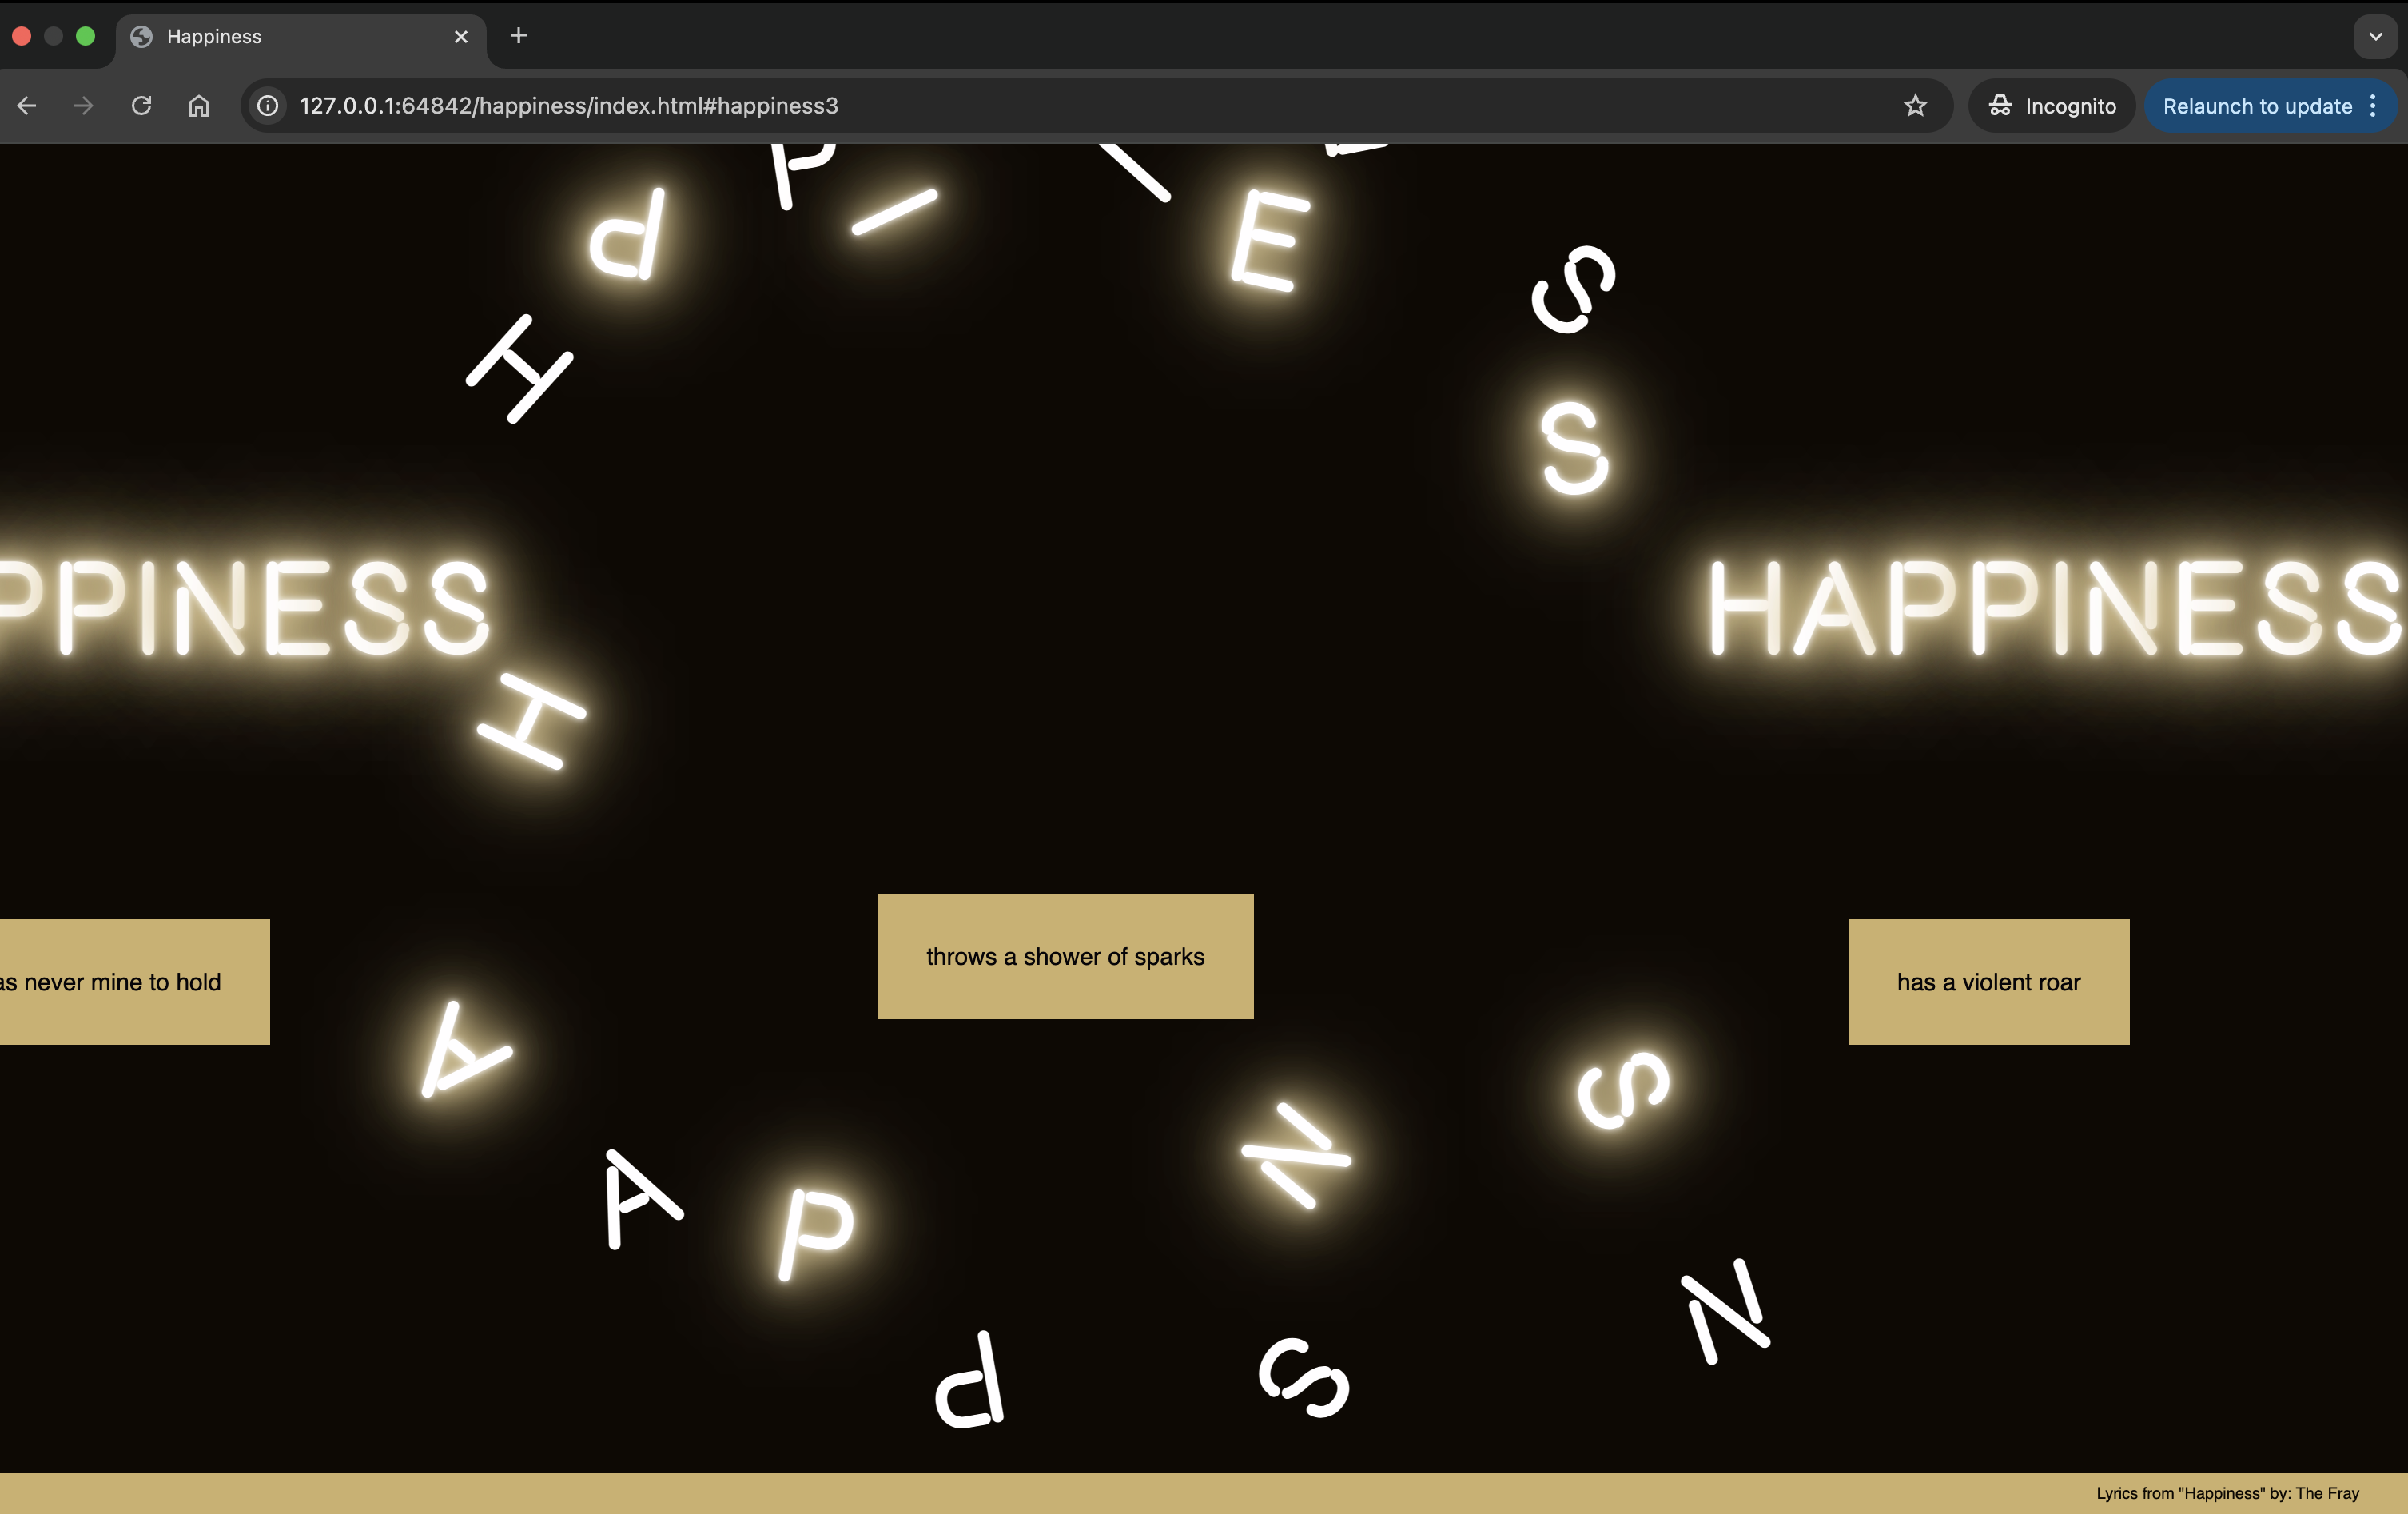 Happiness
127.0.0.1:64842/happiness/index.html#happiness3
Incognito
Relaunch to update
P I
P I E
H S
S
PPINESS
HAPPINESS
H
throws a shower of sparks
as never mine to hold
has a violent roar
A
S
A P N
N
P S
Lyrics from "Happiness" by: The Fray